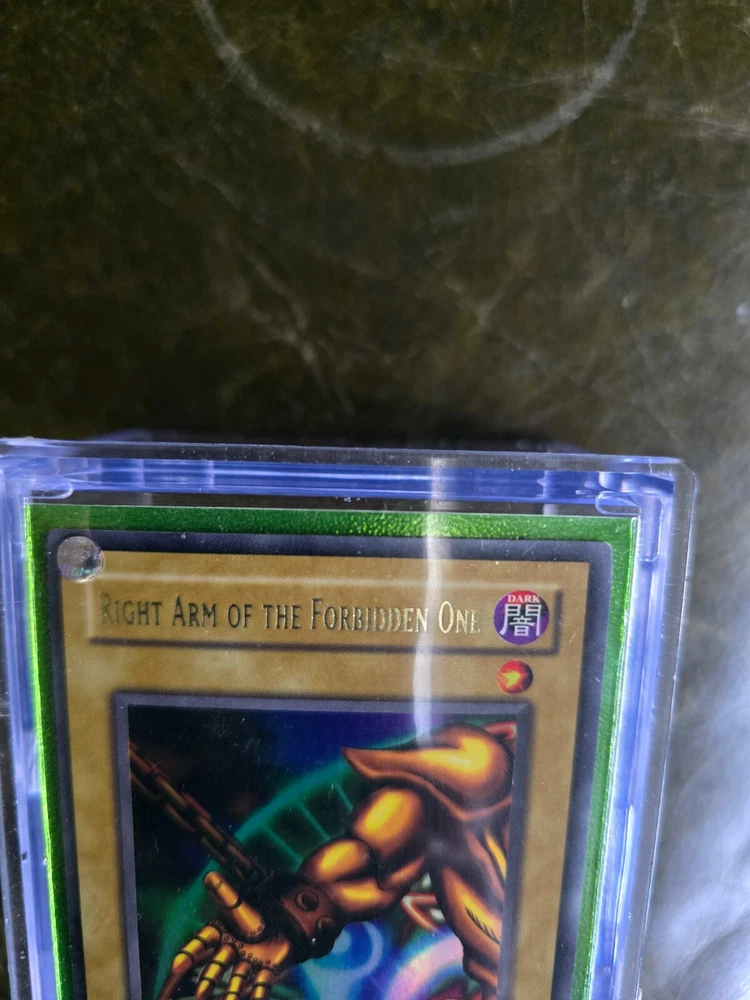 Right Arm of the Forbidden One
DARK
闇